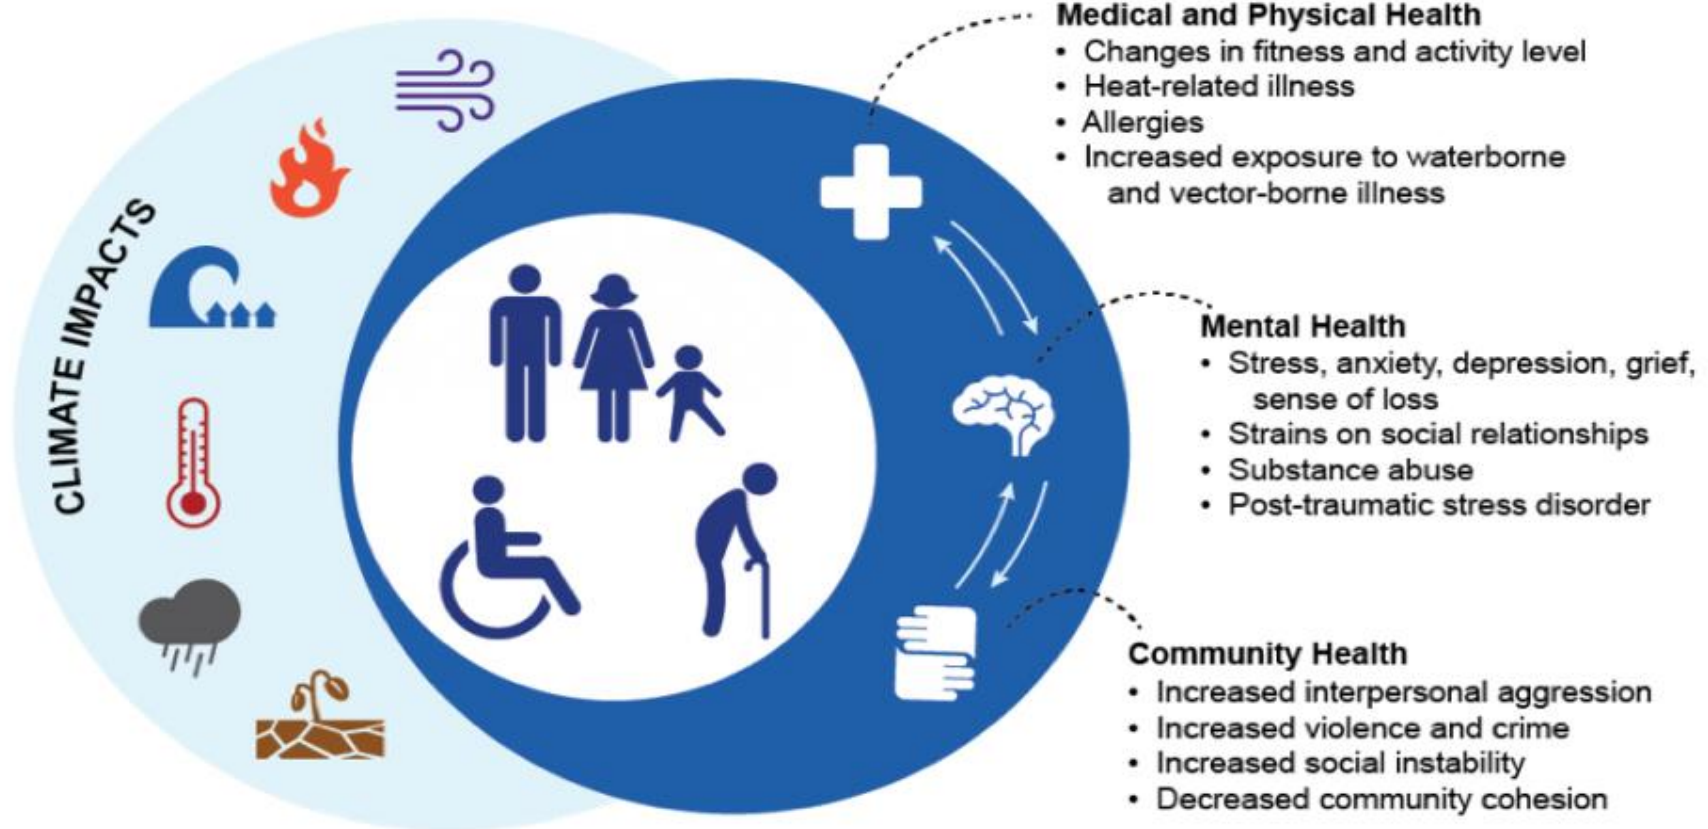 CLIMATE IMPACTS
Medical and Physical Health
• Changes in fitness and activity level
• Heat-related illness
• Allergies
• Increased exposure to waterborne
and vector-borne illness
Mental Health
• Stress, anxiety, depression, grief,
sense of loss
• Strains on social relationships
• Substance abuse
• Post-traumatic stress disorder
Community Health
• Increased interpersonal aggression
• Increased violence and crime
• Increased social instability
• Decreased community cohesion